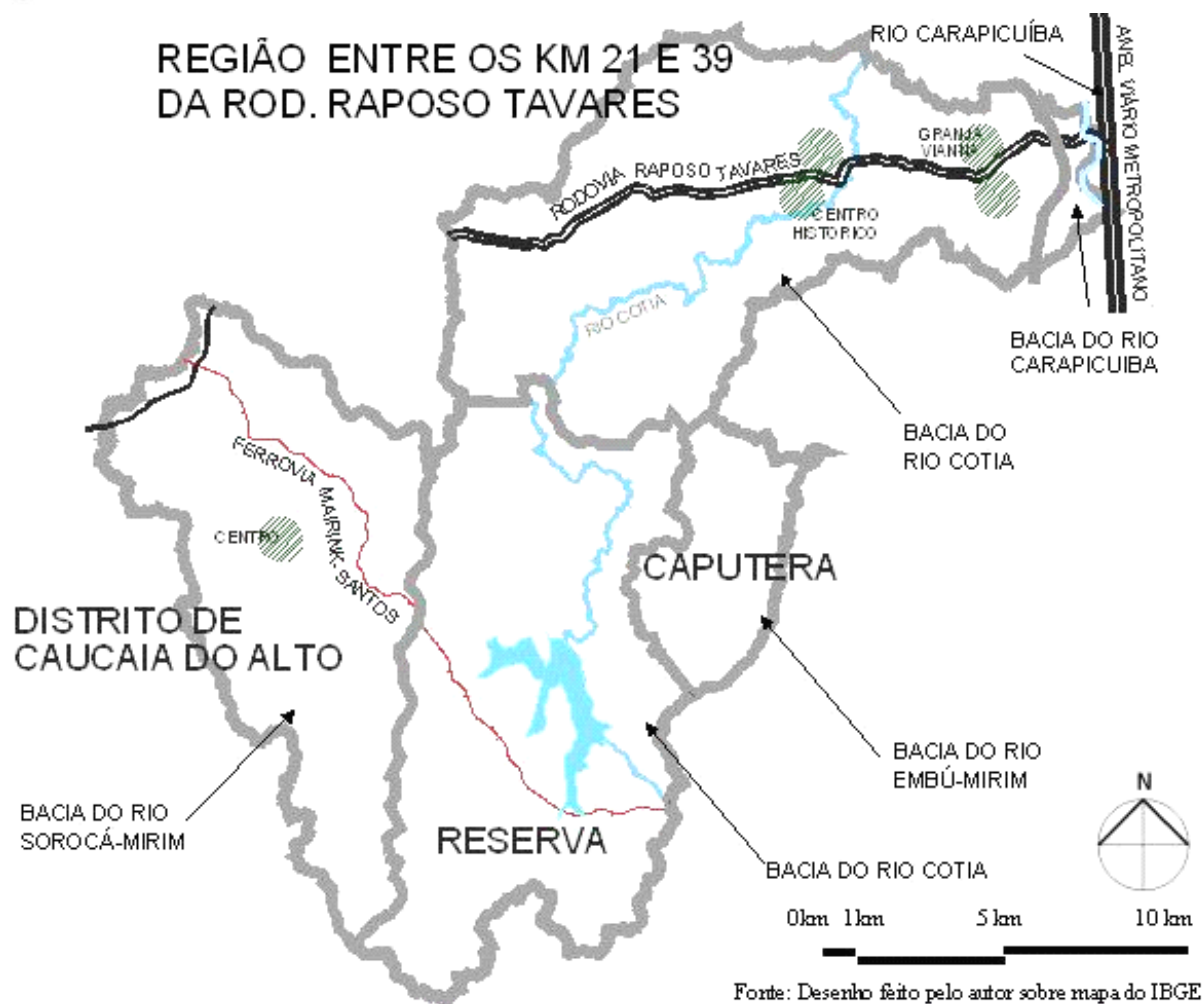 REGIÃO ENTRE OS KM 21 E 39
DA ROD. RAPOSO TAVARES
RIO CARAPICUÍBA
ANEL VIÁRIO METROPOLITANO
GRANJA
VIANNA
RODOVIA RAPOSO TAVARES
CENTRO
HISTORICO
RIO COTIA
BACIA DO RIO
CARAPICUIBA
BACIA DO
RIO COTIA
FERROVIA MAIRINK. SANTOS
CENTRO
CAPUTERA
DISTRITO DE
CAUCAIA DO ALTO
BACIA DO RIO
EMBÚ-MIRIM
BACIA DO RIO
SOROCÁ-MIRIM
RESERVA
BACIA DO RIO COTIA
N
0km 1km 5 km 10 km
Fonte: Desenho feito pelo autor sobre mapa do IBGE